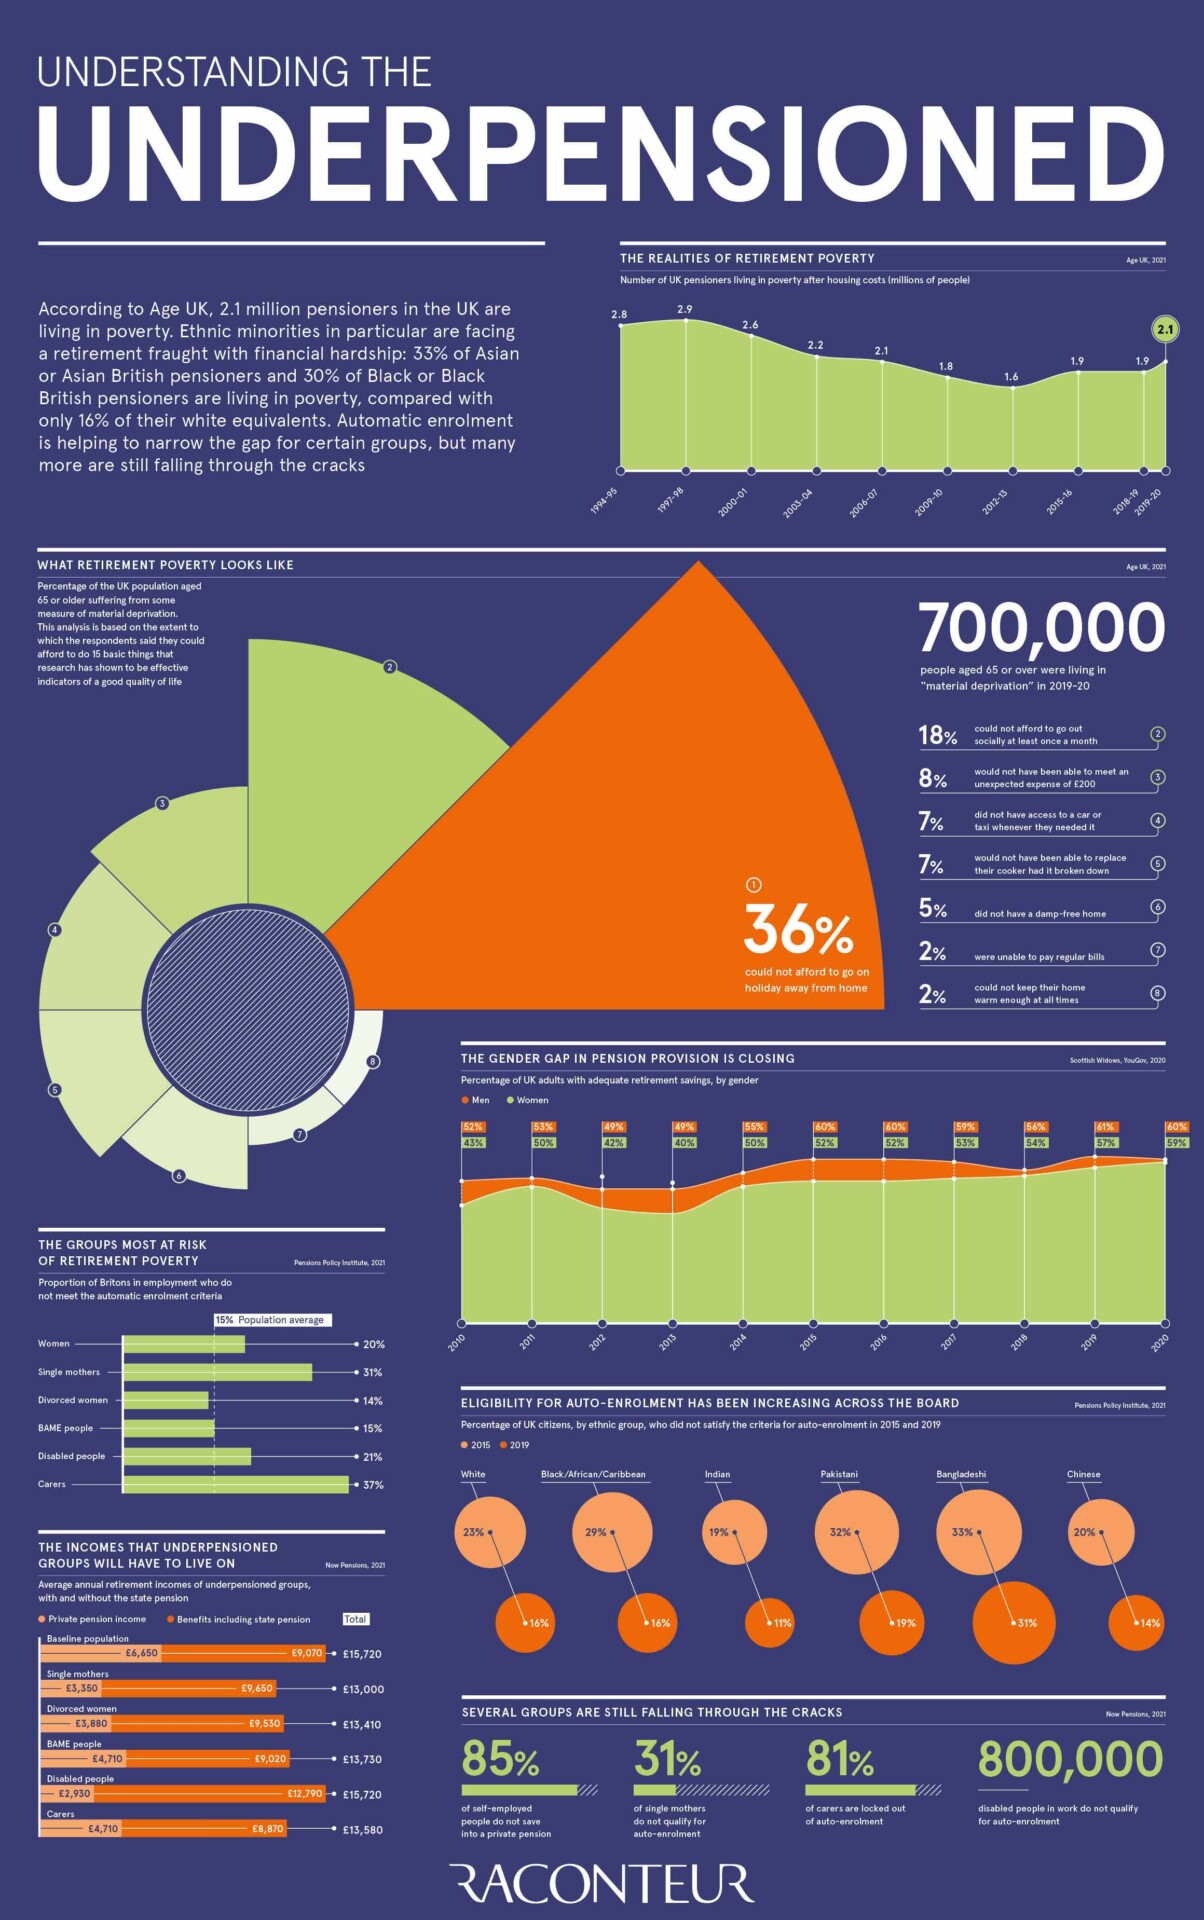 UNDERSTANDING THE
UNDERPENSIONED
According to Age UK, 2.1 million pensioners in the UK are
living in poverty. Ethnic minorities in particular are facing
a retirement fraught with financial hardship: 33% of Asian
or Asian British pensioners and 30% of Black or Black
British pensioners are living in poverty, compared with
only 16% of their white equivalents. Automatic enrolment
is helping to narrow the gap for certain groups, but many
more are still falling through the cracks
THE REALITIES OF RETIREMENT POVERTY
Age UK, 2021
Number of UK pensioners living in poverty after housing costs (millions of people)
2.8 2.9 2.6 2.2 2.1 1.8 1.6 1.9 1.9 2.1
1994-95 1997-98 2000-01 2003-04 2006-07 2009-10 2012-13 2015-16 2018-19 2019-20
WHAT RETIREMENT POVERTY LOOKS LIKE
Age UK, 2021
Percentage of the UK population aged
65 or older suffering from some
measure of material deprivation.
This analysis is based on the extent to
which the respondents said they could
afford to do 15 basic things that
research has shown to be effective
indicators of a good quality of life
2
3
4
5
6
7
8
1
36%
could not afford to go on
holiday away from home
700,000
people aged 65 or over were living in
“material deprivation” in 2019-20
18% could not afford to go out
socially at least once a month 2
8% would not have been able to meet an
unexpected expense of £200 3
7% did not have access to a car or
taxi whenever they needed it 4
7% would not have been able to replace
their cooker had it broken down 5
5% did not have a damp-free home 6
2% were unable to pay regular bills 7
2% could not keep their home
warm enough at all times 8
THE GENDER GAP IN PENSION PROVISION IS CLOSING
Scottish Widows, YouGov, 2020
Percentage of UK adults with adequate retirement savings, by gender
Men Women
52% 53% 49% 49% 55% 60% 60% 59% 56% 61% 60%
43% 50% 42% 40% 50% 52% 52% 53% 54% 57% 59%
2010 2011 2012 2013 2014 2015 2016 2017 2018 2019 2020
THE GROUPS MOST AT RISK
OF RETIREMENT POVERTY
Pensions Policy Institute, 2021
Proportion of Britons in employment who do
not meet the automatic enrolment criteria
15% Population average
Women 20%
Single mothers 31%
Divorced women 14%
BAME people 15%
Disabled people 21%
Carers 37%
THE INCOMES THAT UNDERPENSIONED
GROUPS WILL HAVE TO LIVE ON
Now Pensions, 2021
Average annual retirement incomes of underpensioned groups,
with and without the state pension
Private pension income Benefits including state pension Total
Baseline population
£6,650 £9,070 £15,720
Single mothers
£3,350 £9,650 £13,000
Divorced women
£3,880 £9,530 £13,410
BAME people
£4,710 £9,020 £13,730
Disabled people
£2,930 £12,790 £15,720
Carers
£4,710 £8,870 £13,580
ELIGIBILITY FOR AUTO-ENROLMENT HAS BEEN INCREASING ACROSS THE BOARD
Pensions Policy Institute, 2021
Percentage of UK citizens, by ethnic group, who did not satisfy the criteria for auto-enrolment in 2015 and 2019
2015 2019
White Black/African/Caribbean Indian Pakistani Bangladeshi Chinese
23% 29% 19% 32% 33% 20%
16% 16% 11% 19% 31% 14%
SEVERAL GROUPS ARE STILL FALLING THROUGH THE CRACKS
Now Pensions, 2021
85%
of self-employed
people do not save
into a private pension
31%
of single mothers
do not qualify for
auto-enrolment
81%
of carers are locked out
of auto-enrolment
800,000
disabled people in work do not qualify
for auto-enrolment
RACONTEUR